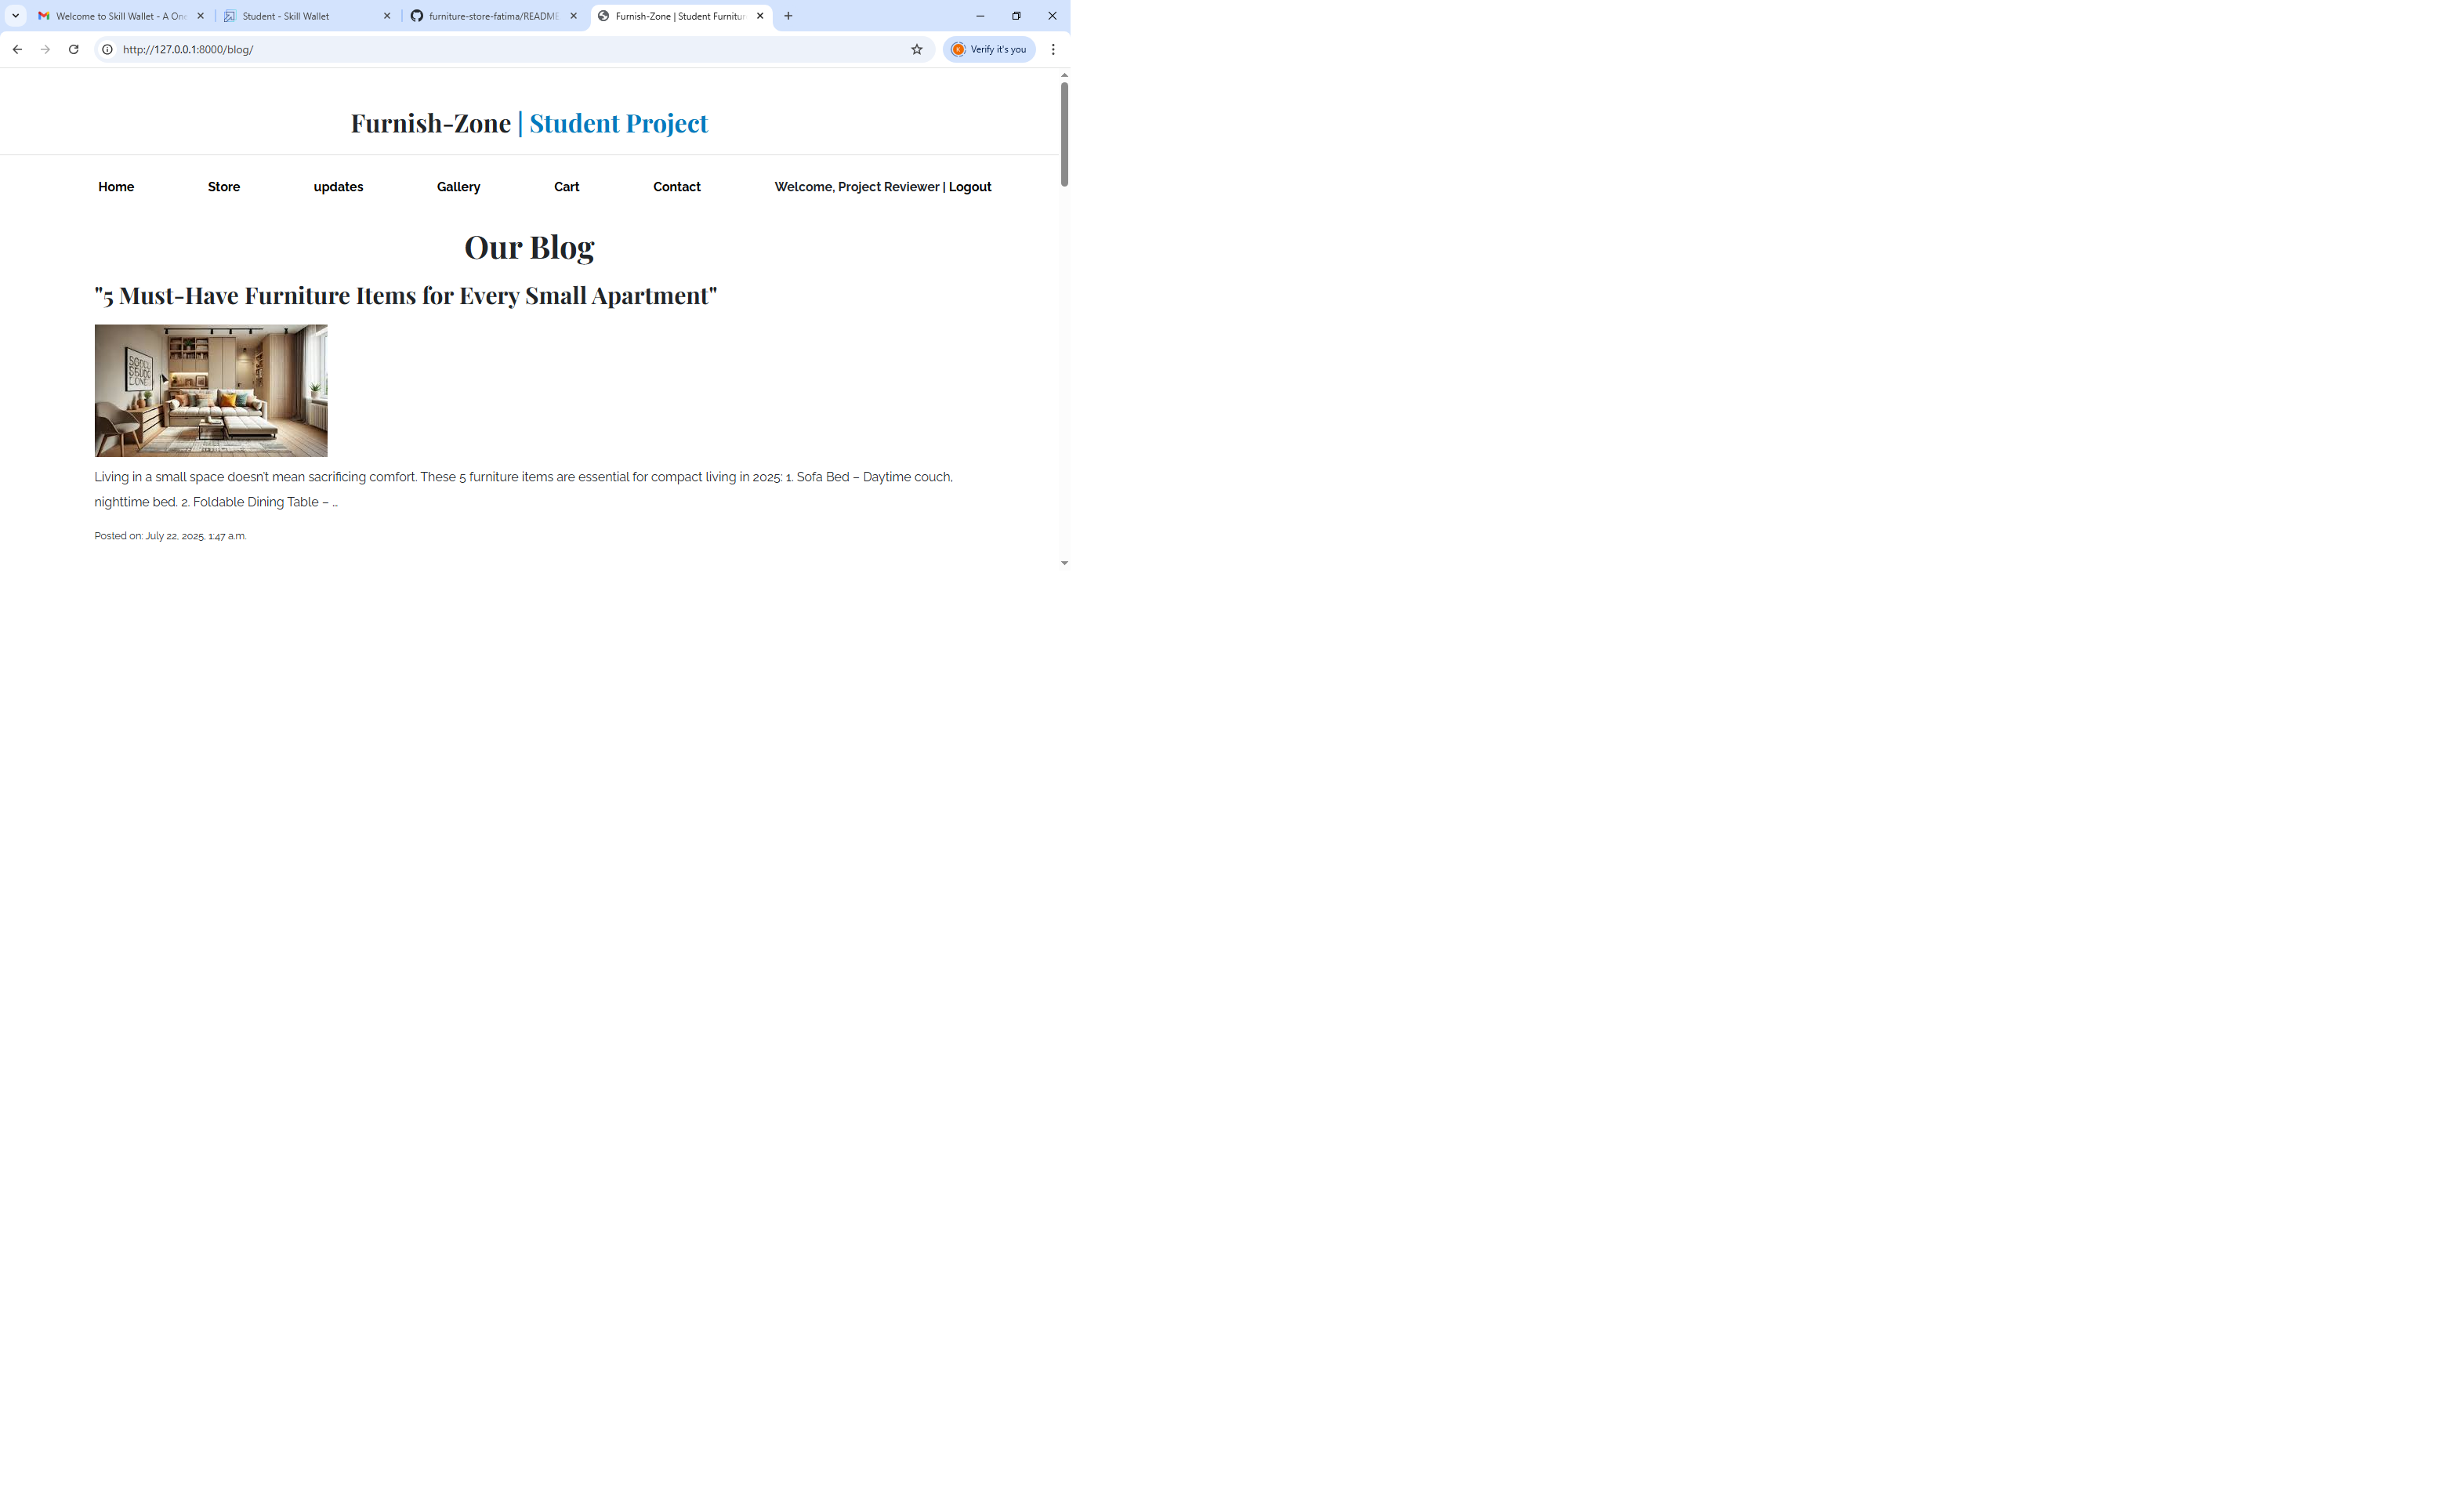 Welcome to Skill Wallet - A On
Student - Skill Wallet
furniture-store-fatima/README
Furnish-Zone | Student Furnitur
http://127.0.0.1:8000/blog/
Verify it's you
Furnish-Zone | Student Project
Home Store updates Gallery Cart Contact Welcome, Project Reviewer | Logout
Our Blog
"5 Must-Have Furniture Items for Every Small Apartment"
Living in a small space doesn't mean sacrificing comfort. These 5 furniture items are essential for compact living in 2025: 1. Sofa Bed – Daytime couch,
nighttime bed. 2. Foldable Dining Table – …
Posted on: July 22, 2025, 1:47 a.m.